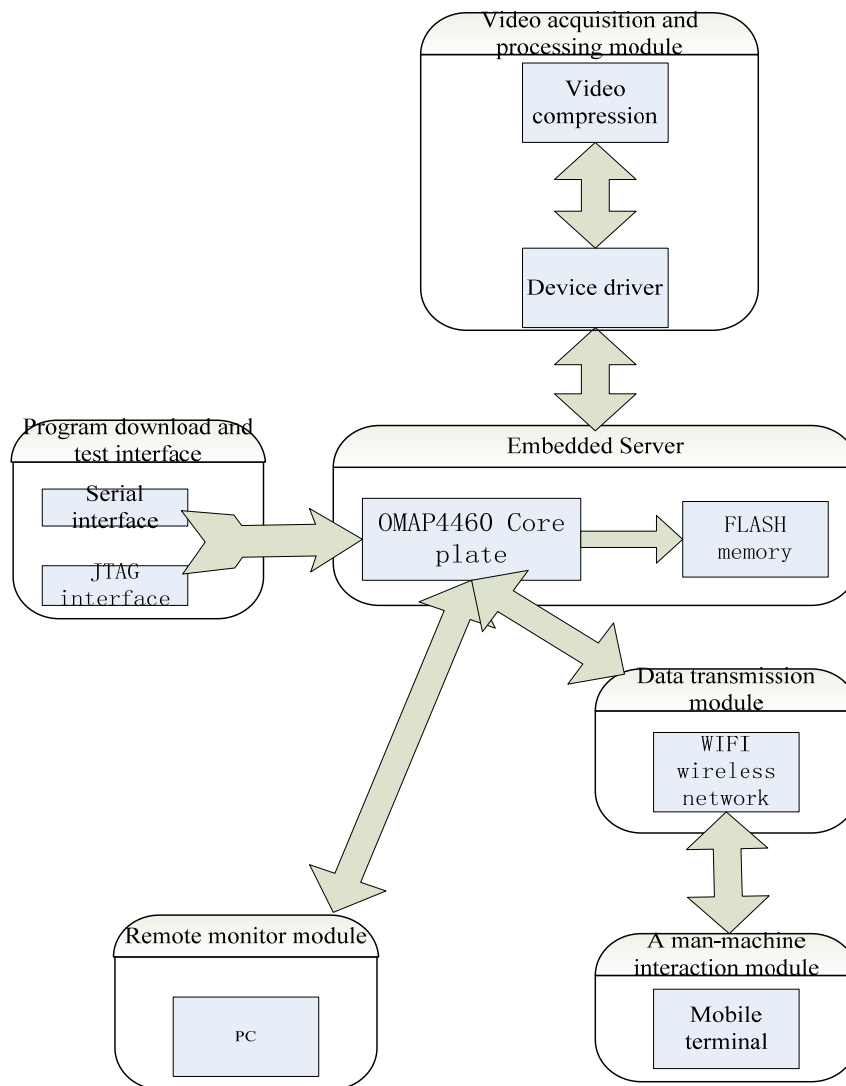 Video acquisition and
processing module
Video
compression
Device driver
Program download and
test interface
Serial
interface
JTAG
interface
Embedded Server
OMAP4460 Core
plate
FLASH
memory
Data transmission
module
WIFI
wireless
network
Remote monitor module
PC
A man-machine
interaction module
Mobile
terminal